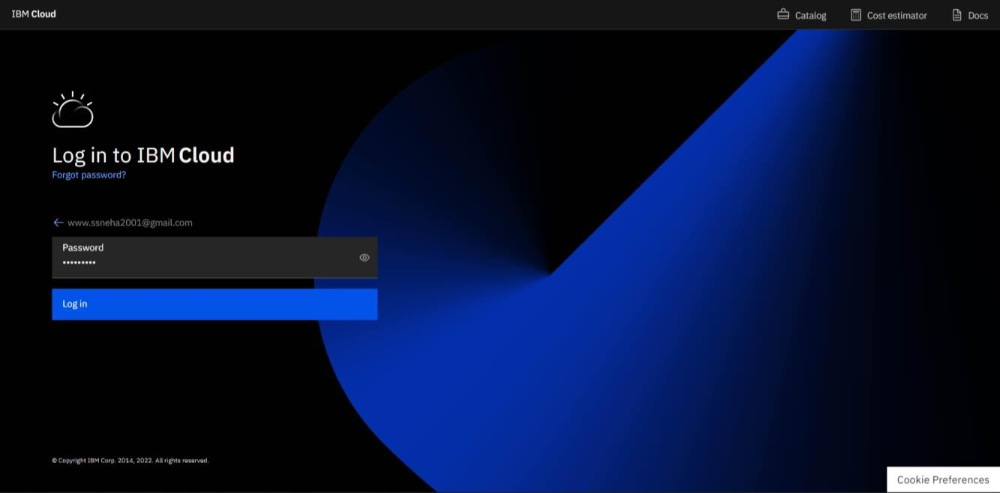 IBM Cloud
Catalog
Cost estimator
Docs
Log in to IBM Cloud
Forgot password?
www.ssneha2001@gmail.com
Password
•••••••••
Log in
© Copyright IBM Corp. 2014, 2022. All rights reserved.
Cookie Preferences